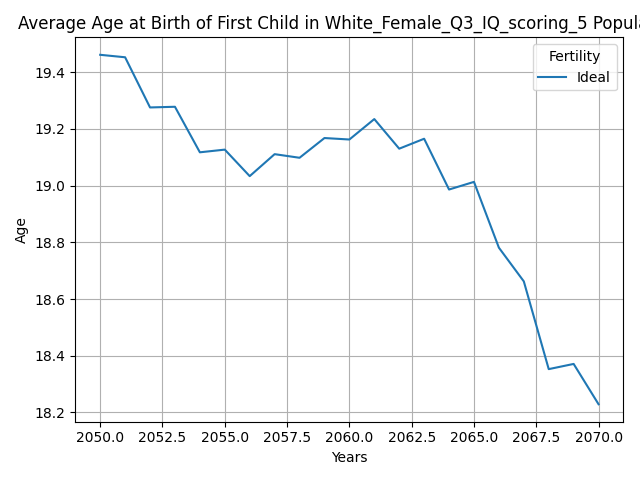 Average Age at Birth of First Child in White_Female_Q3_IQ_scoring_5 Popula
Fertility
Ideal
Age
19.4
19.2
19.0
18.8
18.6
18.4
18.2
2050.0 2052.5 2055.0 2057.5 2060.0 2062.5 2065.0 2067.5 2070.0
Years